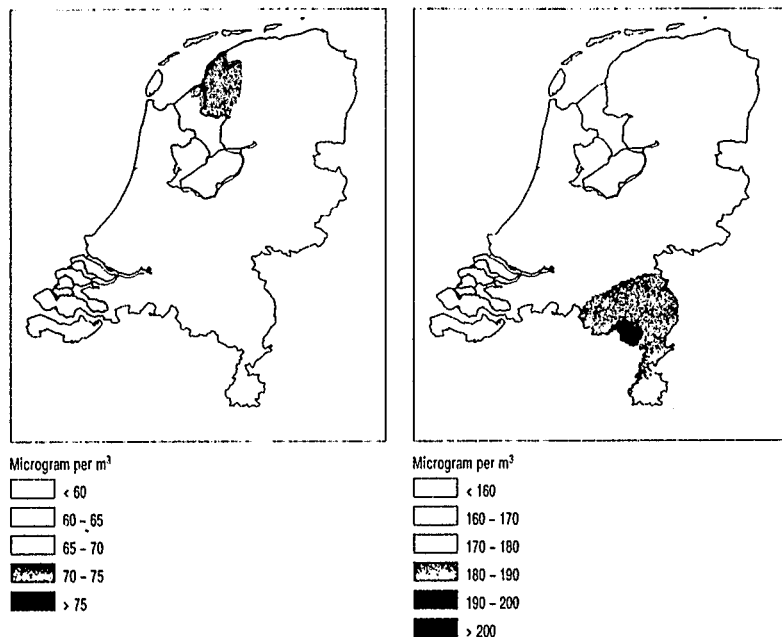 Microgram per m³
< 60
60 – 65
65 – 70
70 – 75
> 75
Microgram per m³
< 160
160 – 170
170 – 180
180 – 190
190 – 200
> 200